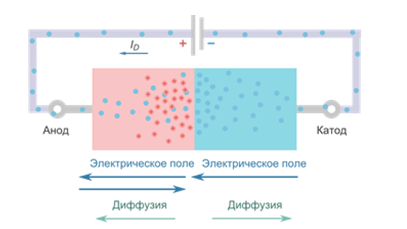 I_D + −
Анод Катод
Электрическое поле Электрическое поле
Диффузия Диффузия